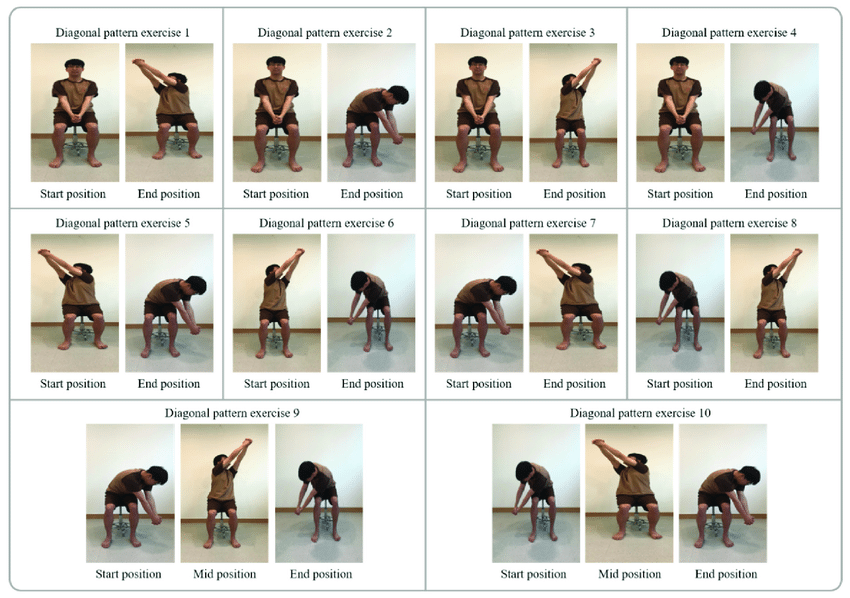 Diagonal pattern exercise 1
Start position
End position
Diagonal pattern exercise 2
Start position
End position
Diagonal pattern exercise 3
Start position
End position
Diagonal pattern exercise 4
Start position
End position
Diagonal pattern exercise 5
Start position
End position
Diagonal pattern exercise 6
Start position
End position
Diagonal pattern exercise 7
Start position
End position
Diagonal pattern exercise 8
Start position
End position
Diagonal pattern exercise 9
Start position
Mid position
End position
Diagonal pattern exercise 10
Start position
Mid position
End position